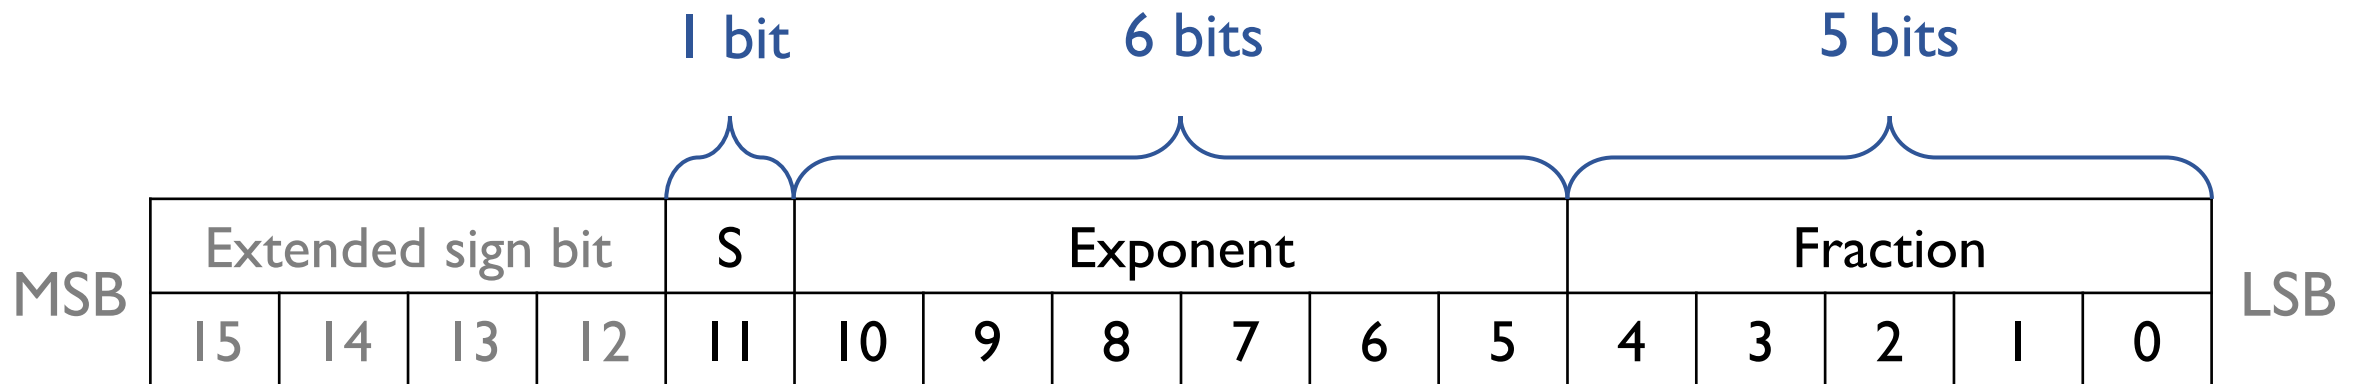 1 bit 6 bits 5 bits
Extended sign bit S Exponent Fraction
MSB LSB
15 14 13 12 11 10 9 8 7 6 5 4 3 2 1 0